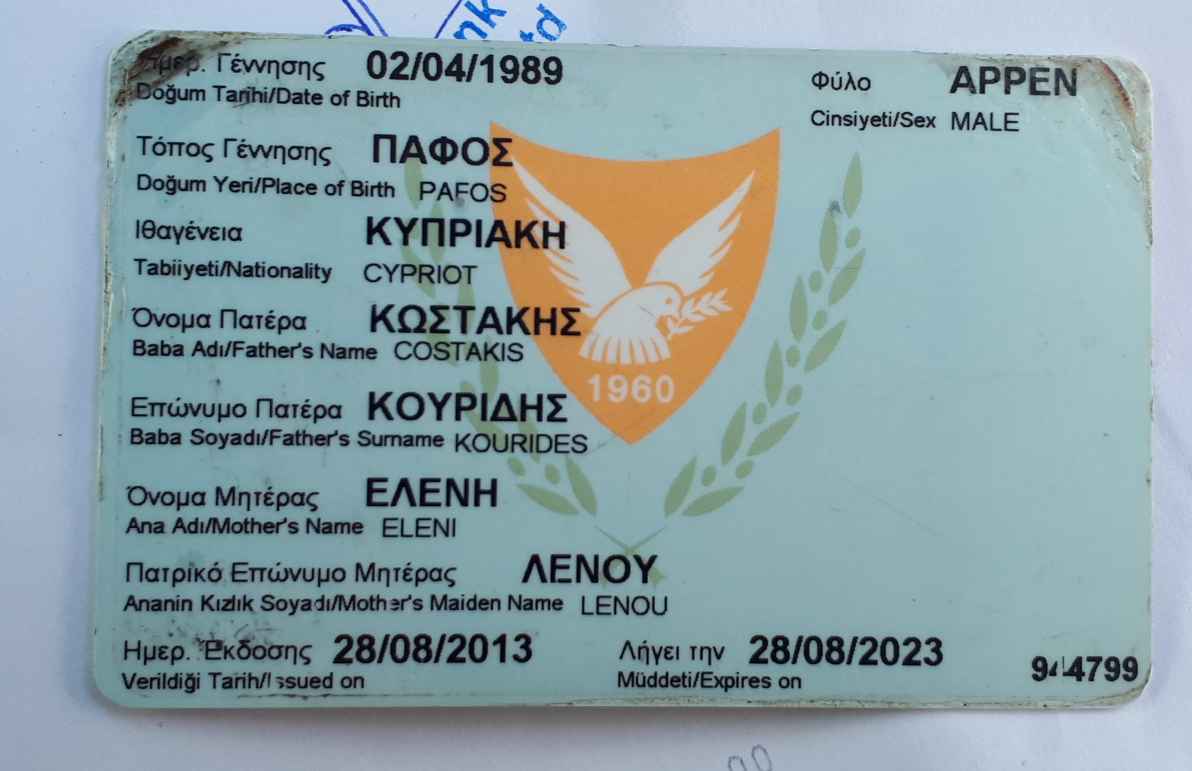 Ημερ. Γέννησης 02/04/1989 Φύλο ΑΡΡΕΝ
Doğum Tarihi/Date of Birth Cinsiyeti/Sex MALE
Τόπος Γέννησης ΠΑΦΟΣ
Doğum Yeri/Place of Birth PAFOS
Ιθαγένεια ΚΥΠΡΙΑΚΗ
Tabiiyeti/Nationality CYPRIOT
Όνομα Πατέρα ΚΩΣΤΑΚΗΣ
Baba Adı/Father's Name COSTAKIS
1960
Επώνυμο Πατέρα ΚΟΥΡΙΔΗΣ
Baba Soyadı/Father's Surname KOURIDES
Όνομα Μητέρας ΕΛΕΝΗ
Ana Adı/Mother's Name ELENI
Πατρικό Επώνυμο Μητέρας ΛΕΝΟΥ
Ananin Kızlık Soyadı/Mother's Maiden Name LENOU
Ημερ. Έκδοσης 28/08/2013 Λήγει την 28/08/2023
Verildiği Tarih/Issued on Müddeti/Expires on